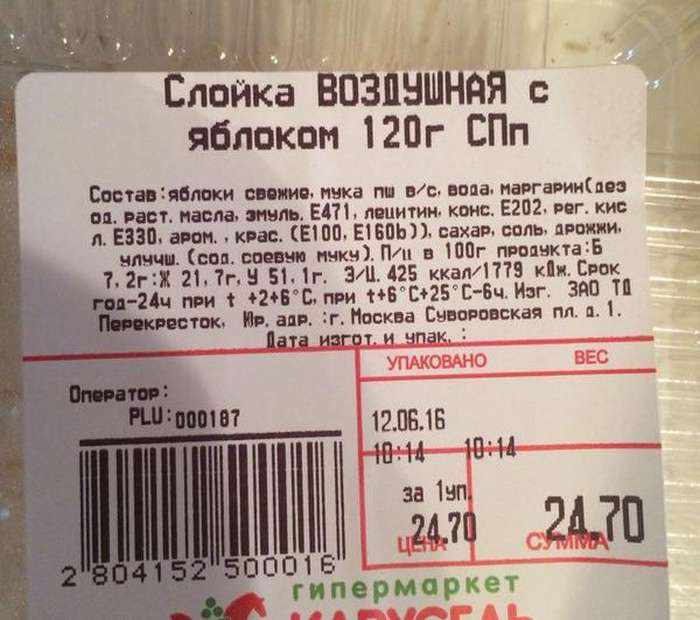 Слойка ВОЗДУШНАЯ с
яблоком 120г СПп
Состав:яблоки свежие, мука пш в/с, вода, маргарин(дез
од. раст. масла, эмуль. Е471, лецитин, конс. Е202, рег. кис
л. Е330, аром. , крас. (Е100, Е160b)), сахар, соль, дрожжи,
улучш. (сод. соевую муку). П/ц в 100г продукта:Б
7, 2г:Ж 21, 7г, У 51, 1г. Э/Ц. 425 ккал/1779 кДж. Срок
год-24ч при t +2+6°С, при t+6°С+25°С-6ч. Изг. ЗАО ТД
Перекресток, Юр. адр. :г. Москва Суворовская пл. д. 1.
Дата изгот. и упак. :
УПАКОВАНО ВЕС
Оператор:
PLU:000187
12.06.16
10:14 10:14
за 1уп.
24.70 24.70
ЦЕНА СУММА
2 804152 500016
гипермаркет
КАРУСЕЛЬ